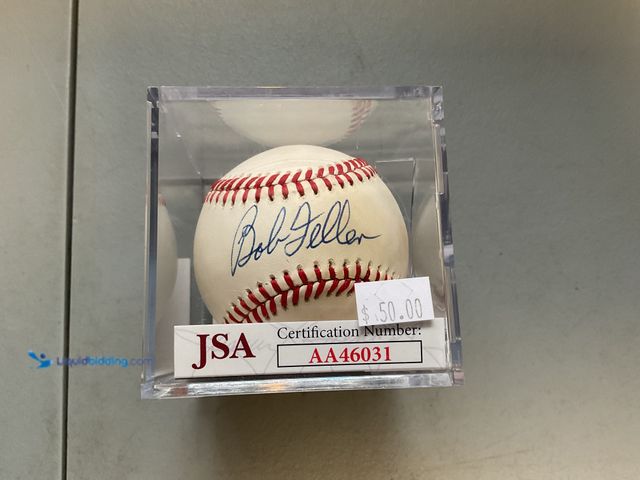 Bob Feller
$ 50.00
JSA
Certification Number:
AA46031
Liquidbidding.com